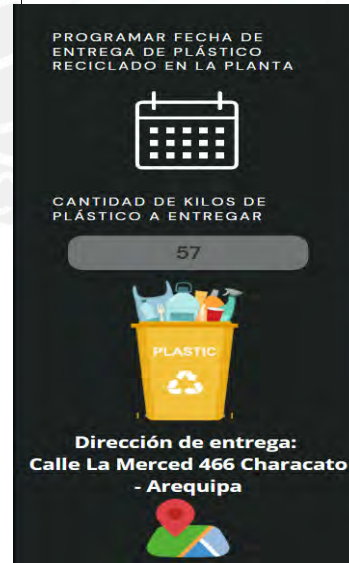 PROGRAMAR FECHA DE
ENTREGA DE PLÁSTICO
RECICLADO EN LA PLANTA
CANTIDAD DE KILOS DE
PLÁSTICO A ENTREGAR
57
PLASTIC
Dirección de entrega:
Calle La Merced 466 Characato
- Arequipa